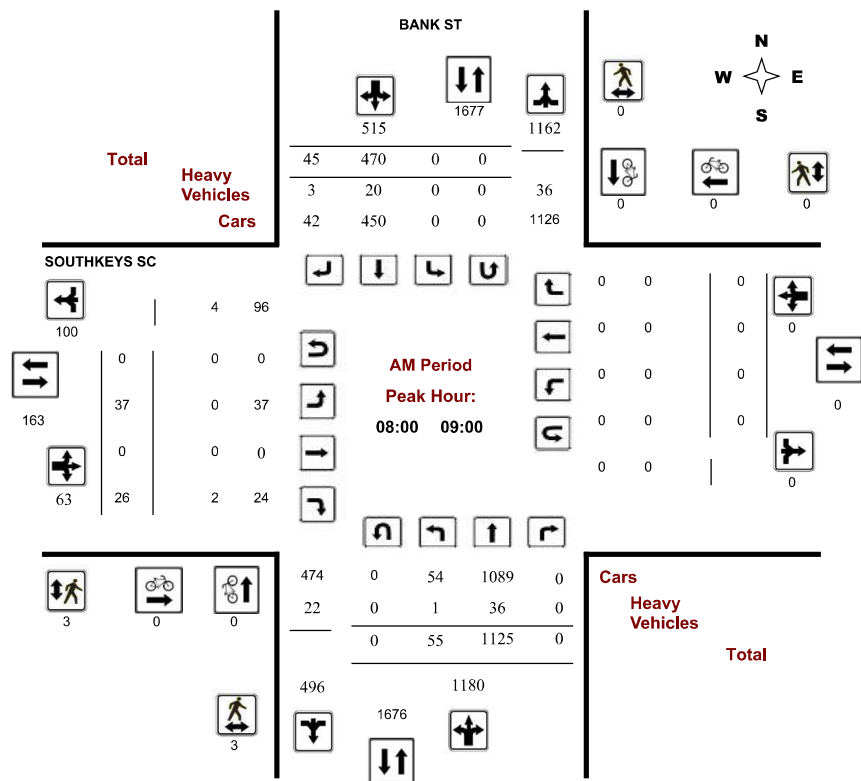 BANK ST
N
W E
S
515
1677
1162
0
Total
45 470 0 0
Heavy
Vehicles
3 20 0 0 36
Cars
42 450 0 0 1126
0 0 0
SOUTHKEYS SC
100
4 96
0 0 0
37 0 37
0 0 0
26 2 24
163
63
AM Period
Peak Hour:
08:00 09:00
0 0 0
0 0 0
0 0 0
0 0 0
0 0
0
0
0
474 0 54 1089 0
22 0 1 36 0
0 55 1125 0
496
1180
1676
Cars
Heavy
Vehicles
Total
3 0 0
3